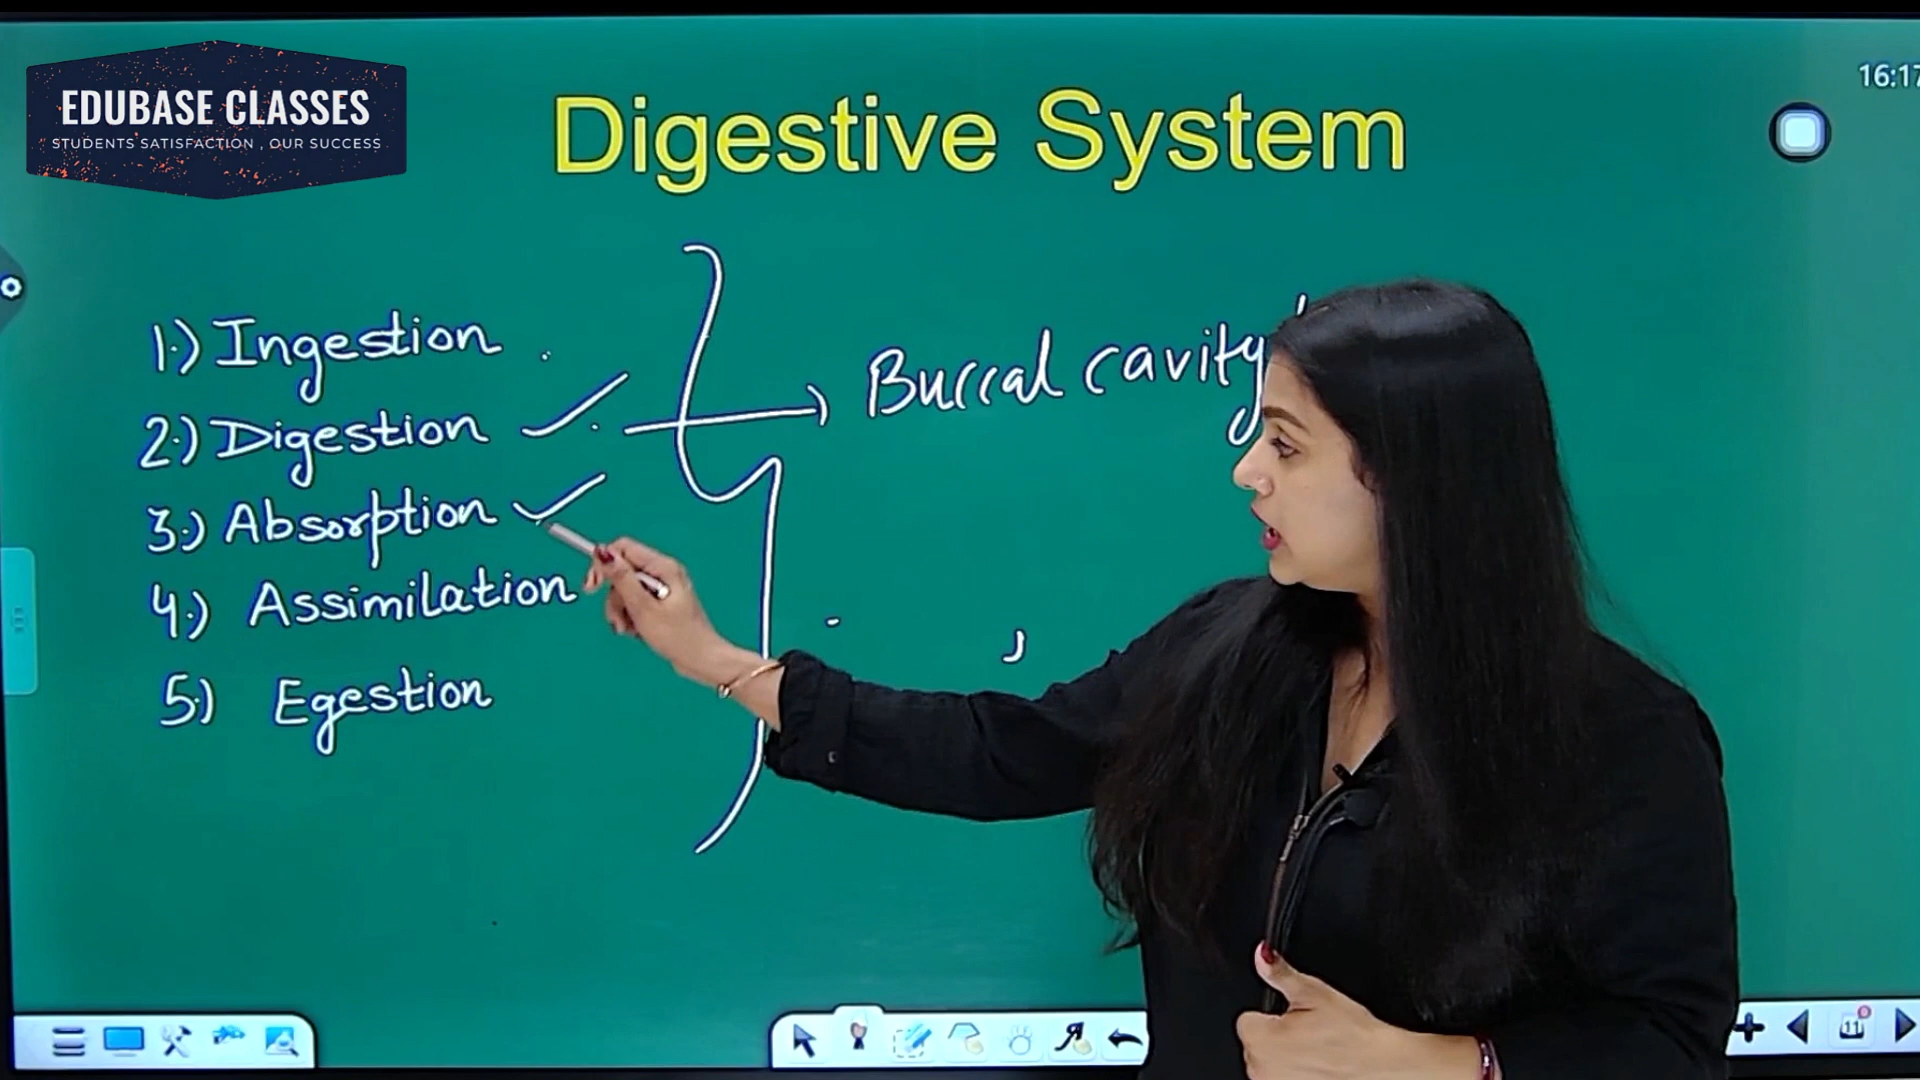 EDUBASE CLASSES
STUDENTS SATISFACTION , OUR SUCCESS
Digestive System
16:17
1.) Ingestion
2.) Digestion
Buccal cavity
3.) Absorption
4.) Assimilation
5.) Egestion
11